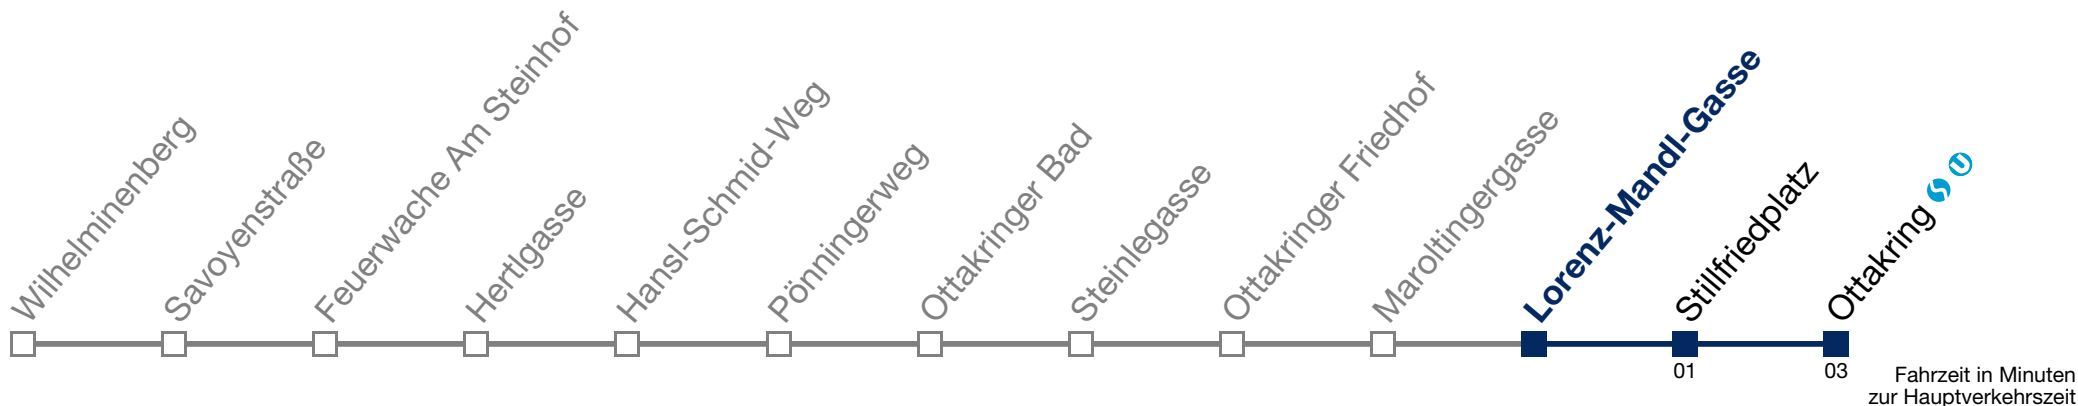 Wilhelminenberg
Savoyenstraße
Feuerwache Am Steinhof
Hertlgasse
Hansl-Schmid-Weg
Pönningerweg
Ottakringer Bad
Steinlegasse
Ottakringer Friedhof
Maroltingergasse
Lorenz-Mandl-Gasse
Stillfriedplatz
Ottakring S U
01
03
Fahrzeit in Minuten
zur Hauptverkehrszeit